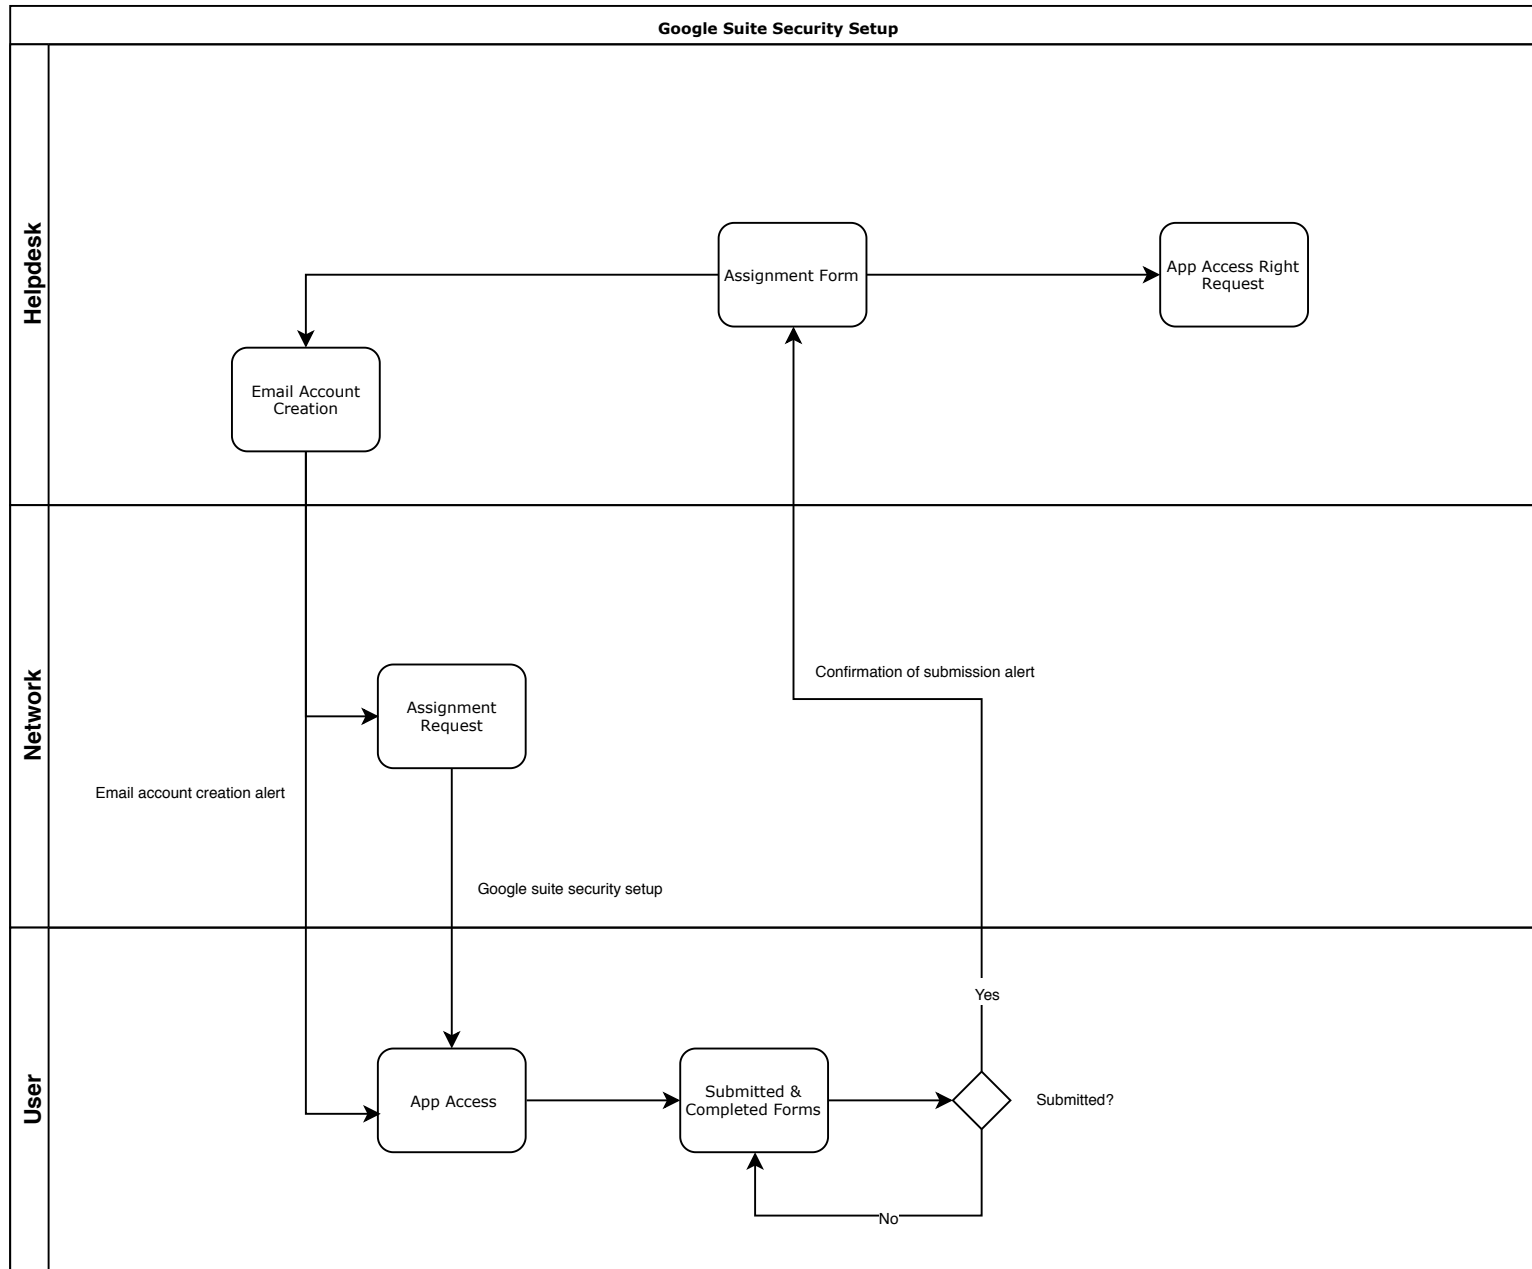 Google Suite Security Setup
Helpdesk
Assignment Form
App Access Right
Request
Email Account
Creation
Network
Confirmation of submission alert
Assignment
Request
Email account creation alert
Google suite security setup
User
Yes
App Access
Submitted &
Completed Forms
Submitted?
No